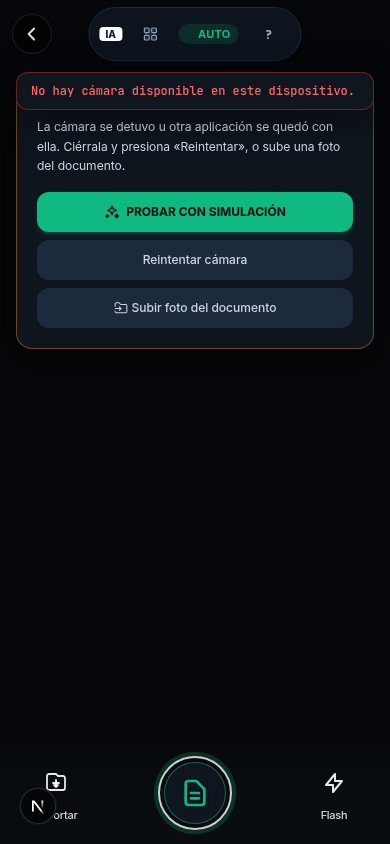 IA
AUTO
?
No hay cámara disponible en este dispositivo.
La cámara se detuvo u otra aplicación se quedó con
ella. Ciérrala y presiona «Reintentar», o sube una foto
del documento.
PROBAR CON SIMULACIÓN
Reintentar cámara
Subir foto del documento
N
ortar
Flash